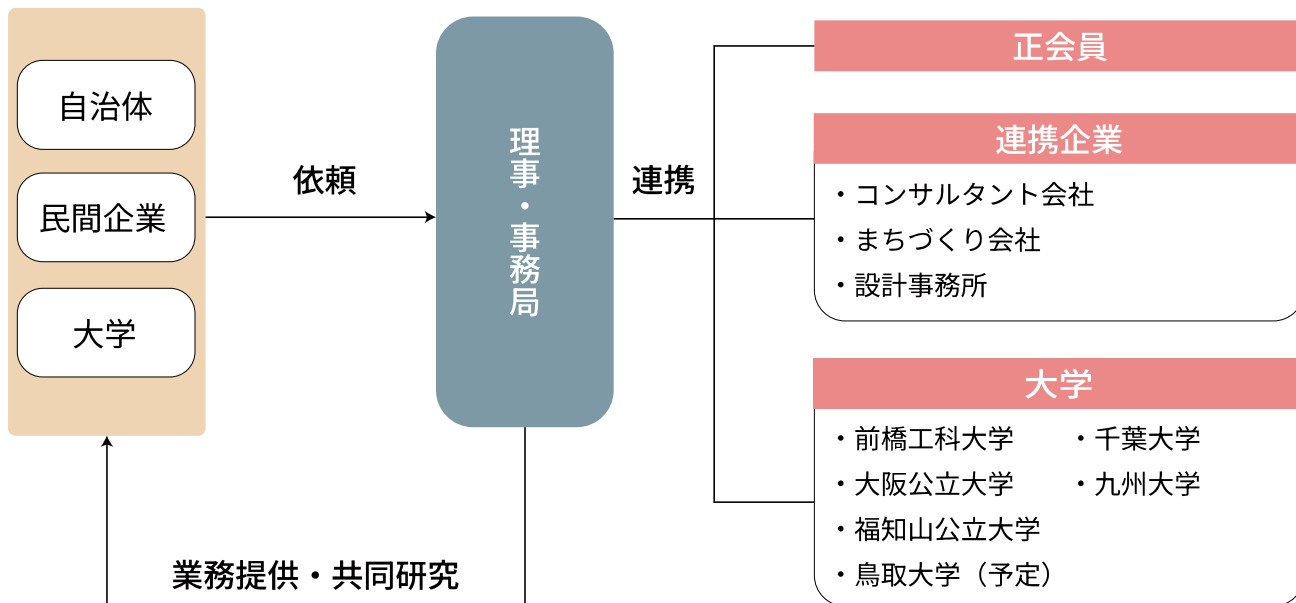 自治体
民間企業
大学
依頼
理事・事務局
連携
正会員
連携企業
・コンサルタント会社
・まちづくり会社
・設計事務所
大学
・前橋工科大学
・千葉大学
・大阪公立大学
・九州大学
・福知山公立大学
・鳥取大学（予定）
業務提供・共同研究